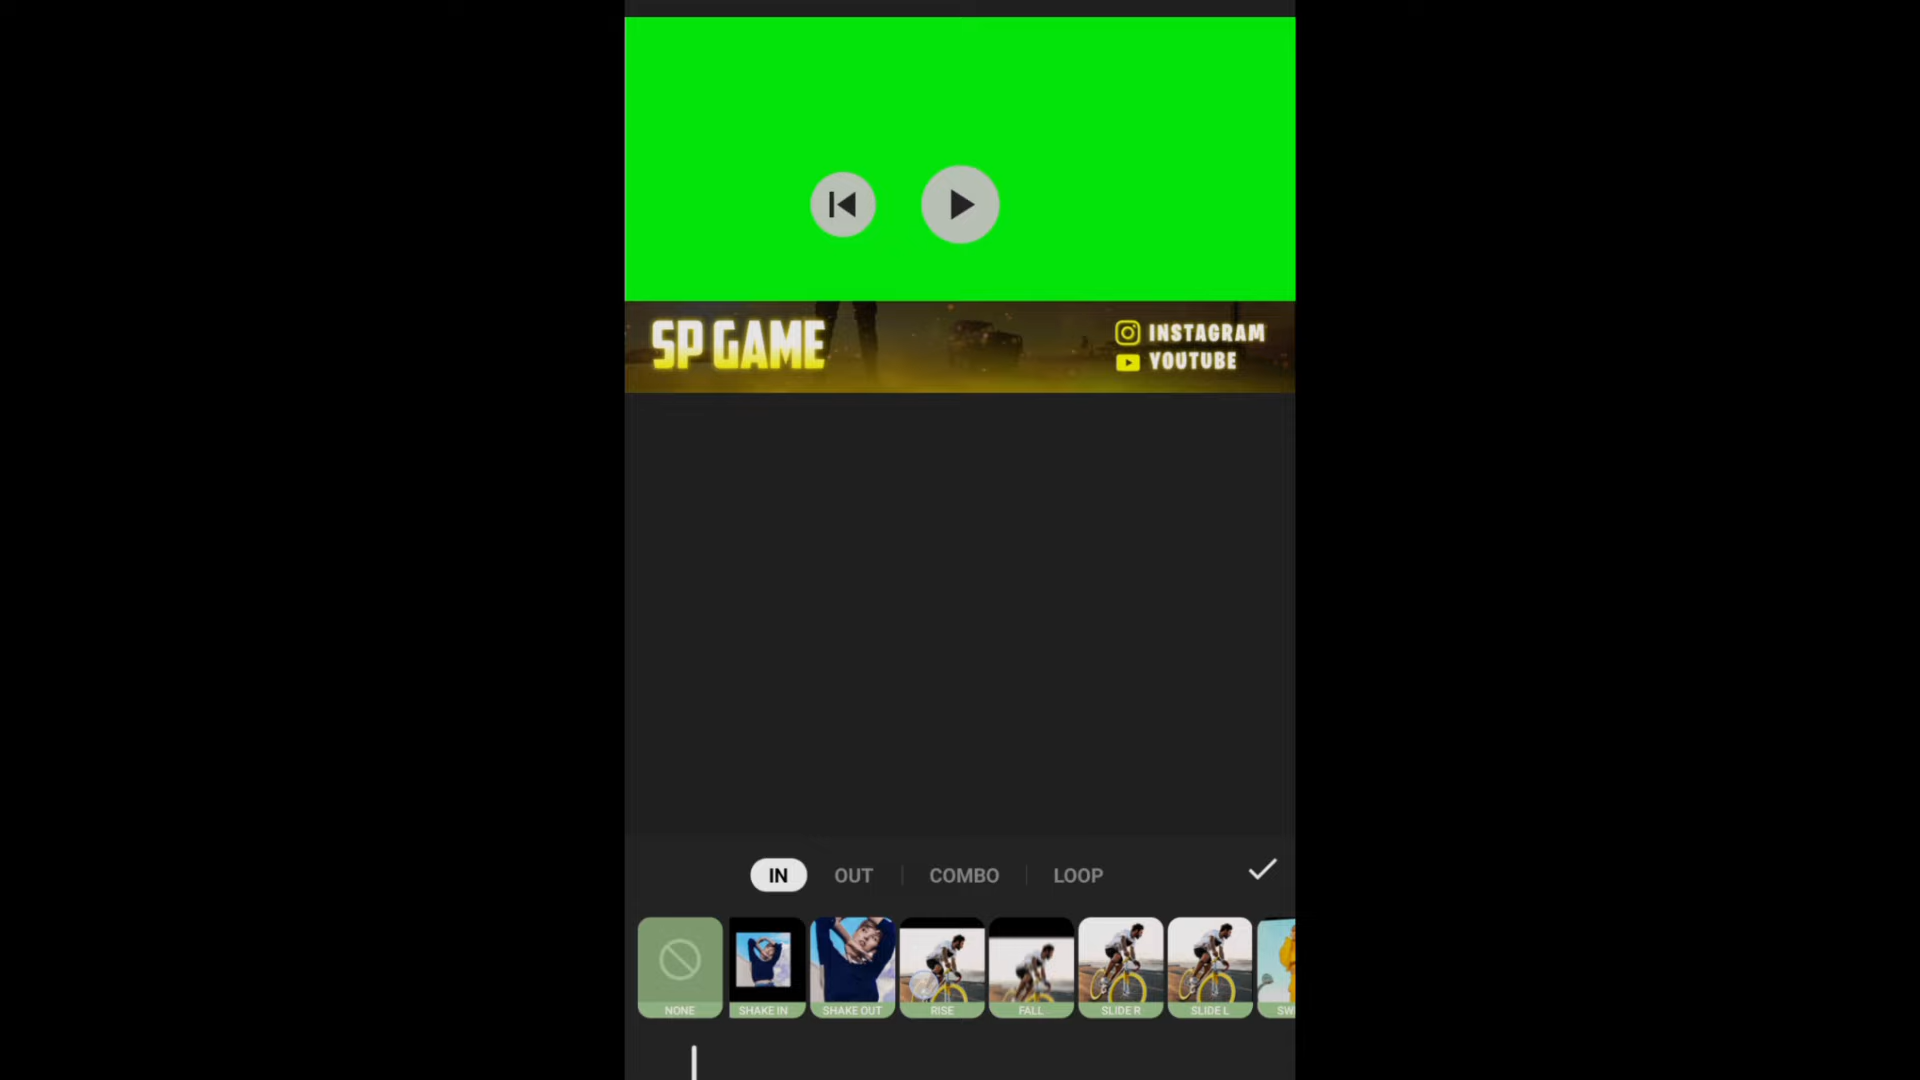 SP GAME
INSTAGRAM
YOUTUBE
IN
OUT
COMBO
LOOP
NONE
SHAKE IN
SHAKE OUT
RISE
FALL
SLIDE R
SLIDE L